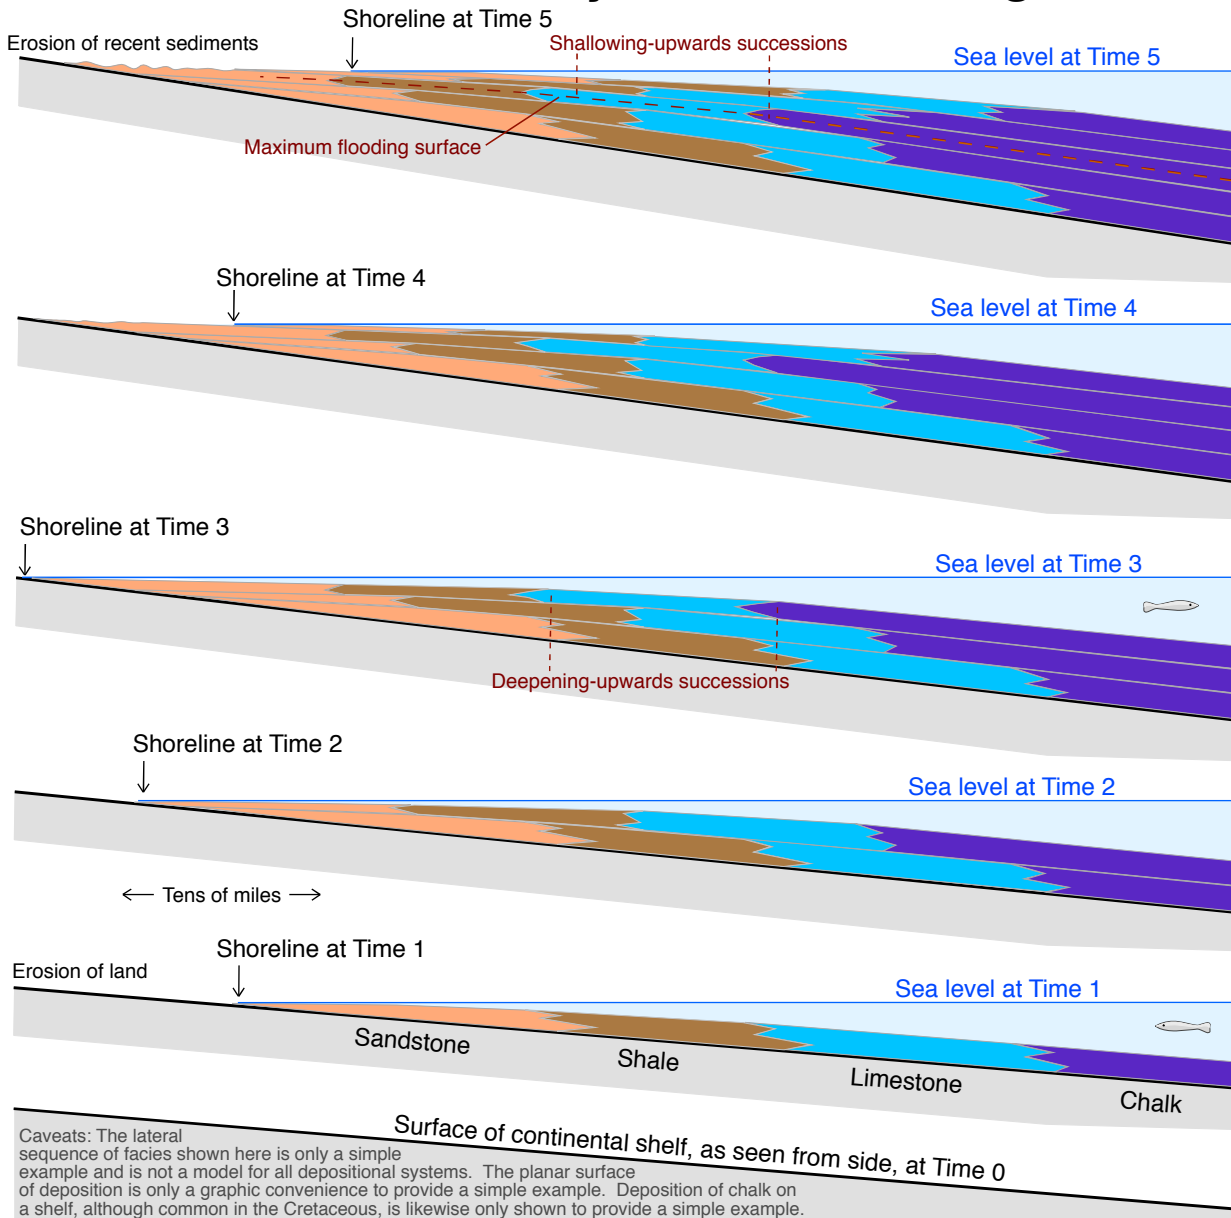 Shoreline at Time 5
Erosion of recent sediments
Shallowing-upwards successions
Sea level at Time 5
Maximum flooding surface
Shoreline at Time 4
Sea level at Time 4
Shoreline at Time 3
Sea level at Time 3
Deepening-upwards successions
Shoreline at Time 2
Sea level at Time 2
Tens of miles
Shoreline at Time 1
Erosion of land
Sea level at Time 1
Sandstone
Shale
Limestone
Chalk
Surface of continental shelf, as seen from side, at Time 0
Caveats: The lateral
sequence of facies shown here is only a simple
example and is not a model for all depositional systems. The planar surface
of deposition is only a graphic convenience to provide a simple example. Deposition of chalk on
a shelf, although common in the Cretaceous, is likewise only shown to provide a simple example.